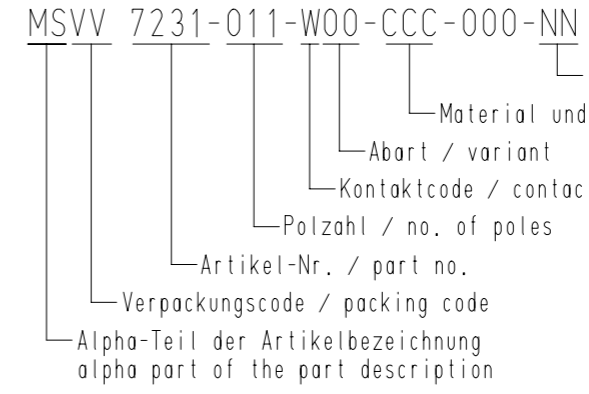 MSVV 7231-011-W00-CCC-000-NN
Material und
Abart / variant
Kontaktcode / contac
Polzahl / no. of poles
Artikel-Nr. / part no.
Verpackungscode / packing code
Alpha-Teil der Artikelbezeichnung
alpha part of the part description